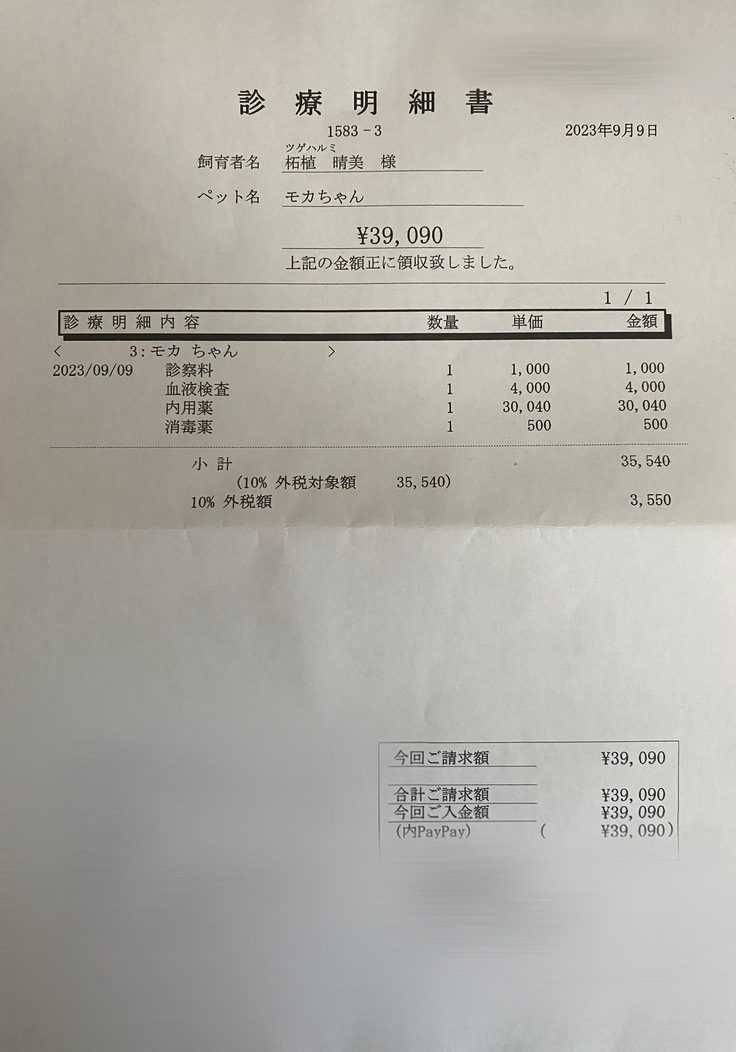 診療明細書
1583-3
2023年9月9日
ツゲハルミ
飼育者名 柘植 晴美 様
ペット名 モカちゃん
¥39,090
上記の金額正に領収致しました。
1 / 1
診療明細内容 数量 単価 金額
< 3:モカ ちゃん >
2023/09/09 診察料 1 1,000 1,000
血液検査 1 4,000 4,000
内用薬 1 30,040 30,040
消毒薬 1 500 500
小計 35,540
(10% 外税対象額 35,540)
10% 外税額 3,550
今回ご請求額 ¥39,090
合計ご請求額 ¥39,090
今回ご入金額 ¥39,090
(内PayPay) ( ¥39,090)